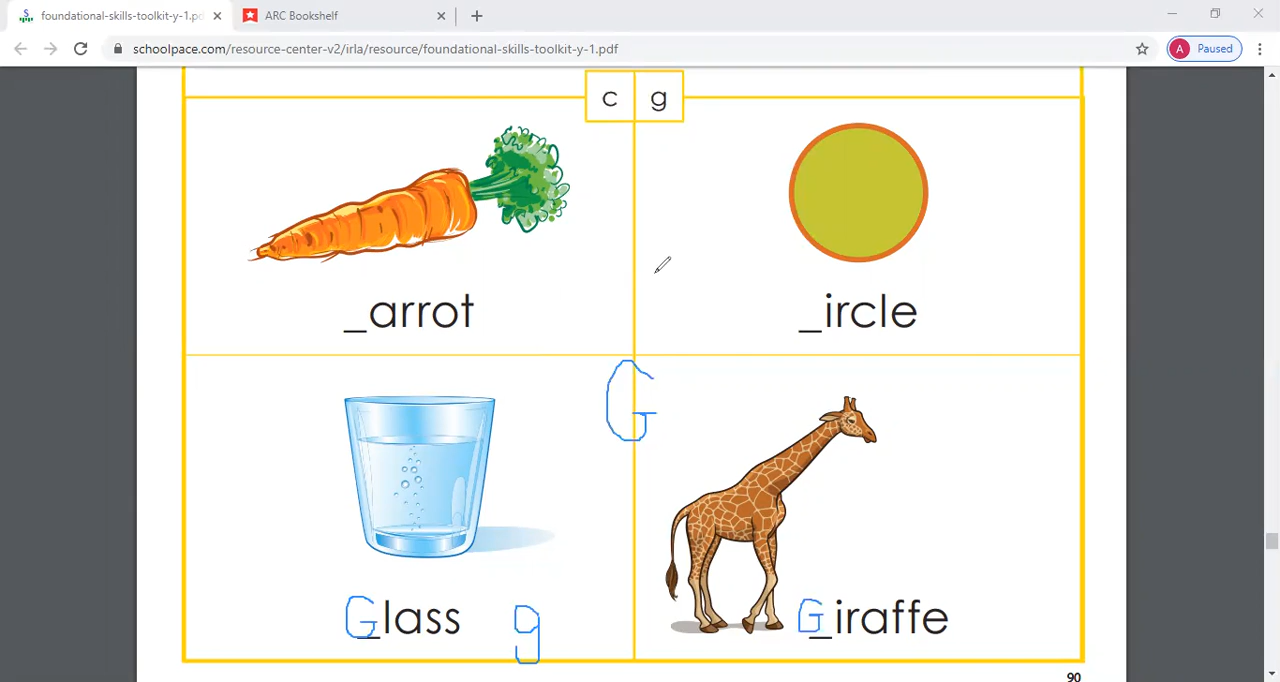 foundational-skills-toolkit-y-1.pd
ARC Bookshelf
schoolpace.com/resource-center-v2/irla/resource/foundational-skills-toolkit-y-1.pdf
A Paused
c g
_arrot
_ircle
G
Glass g
Giraffe
90